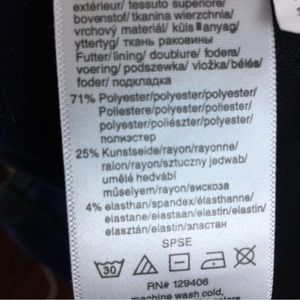 extérieur/ tessuto superiore/
bovenstof/tkanina wierzchnia/
vrchový materiál/ küls anyag/
yttertyg/ ткань раковины
Futter/lining/ doublure/ fodera/
voering/podszewka/ vložka/bélés/
foder/ подкладка
71% Polyester/polyester/polyester/
Poliestere/polyester/poliester/
polyester/poliészter/polyester/
полиэстер
25% Kunstseide/rayon/rayonne/
raion/rayon/sztuczny jedwab/
umělé hedvábí
műselyem/rayon/вискоза
4% elasthan/spandex/élasthanne/
elastane/elastaan/elastin/elastin/
elasztán/elastin/эластан
SPSE
30
RN# 129406
machine wash cold,